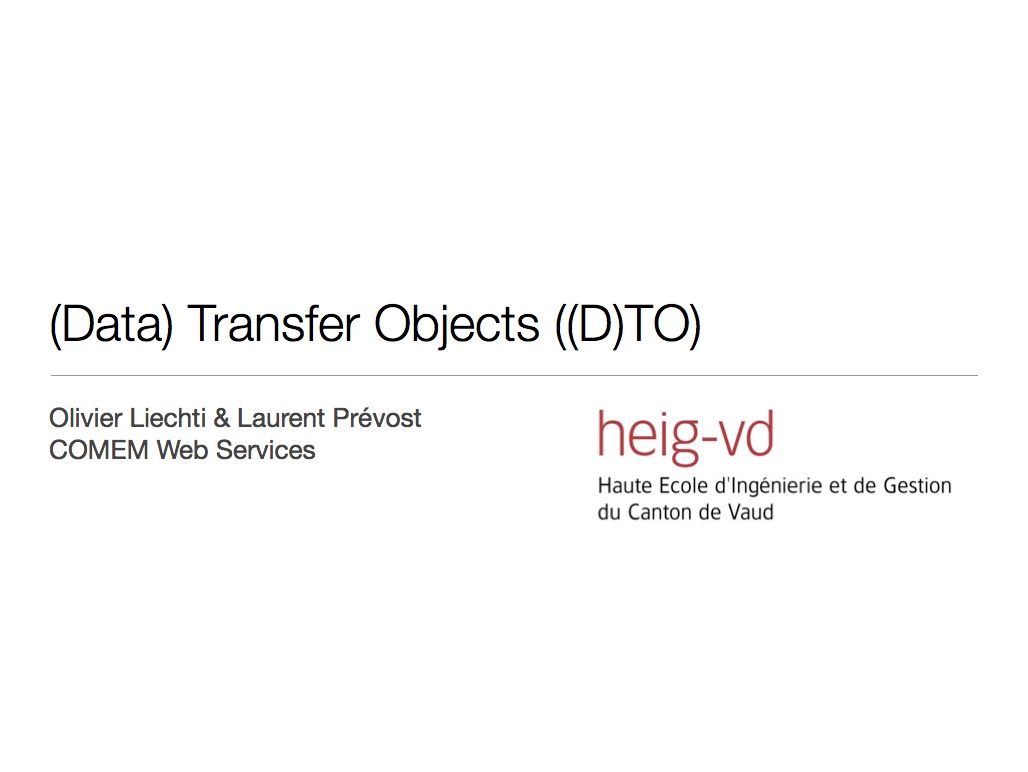 (Data) Transfer Objects ((D)TO)
Olivier Liechti & Laurent Prévost
COMEM Web Services
heig-vd
Haute Ecole d'Ingénierie et de Gestion
du Canton de Vaud